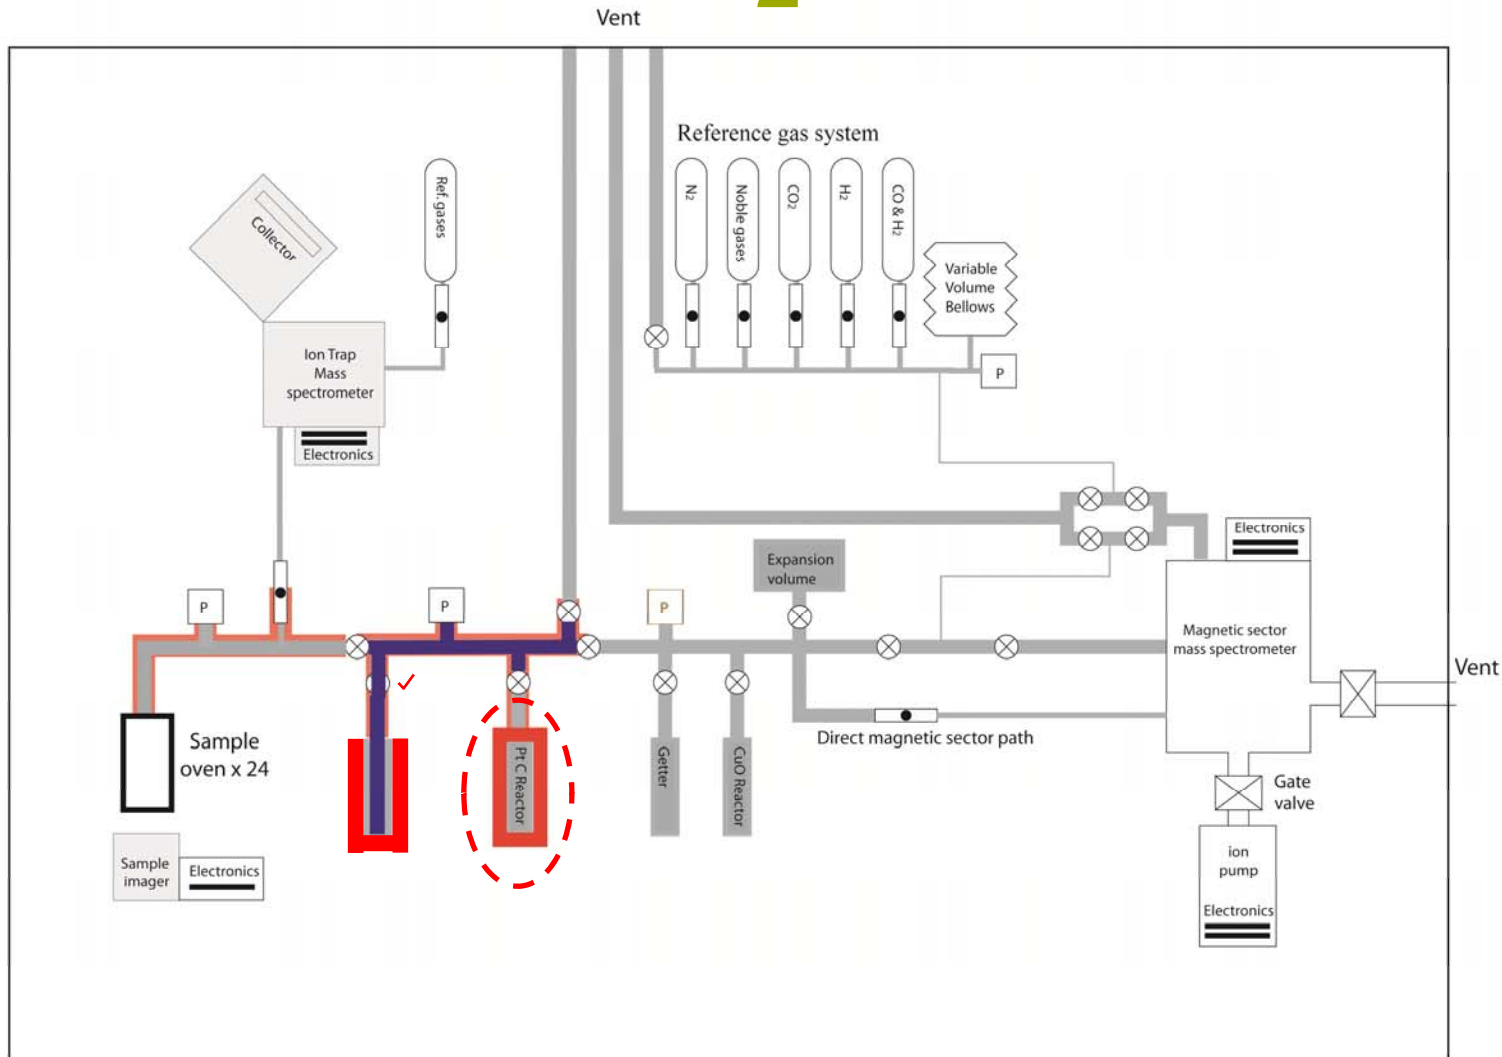 Vent
Reference gas system
Ref. gases
N2
Noble gases
CO2
H2
CO & H2
Collector
Variable
Volume
Bellows
P
Ion Trap
Mass
spectrometer
Electronics
Electronics
Expansion
volume
P
P
P
Magnetic sector
mass spectrometer
Vent
Direct magnetic sector path
Sample
oven x 24
Pt C Reactor
Getter
CuO Reactor
Gate
valve
Sample
imager
Electronics
ion
pump
Electronics